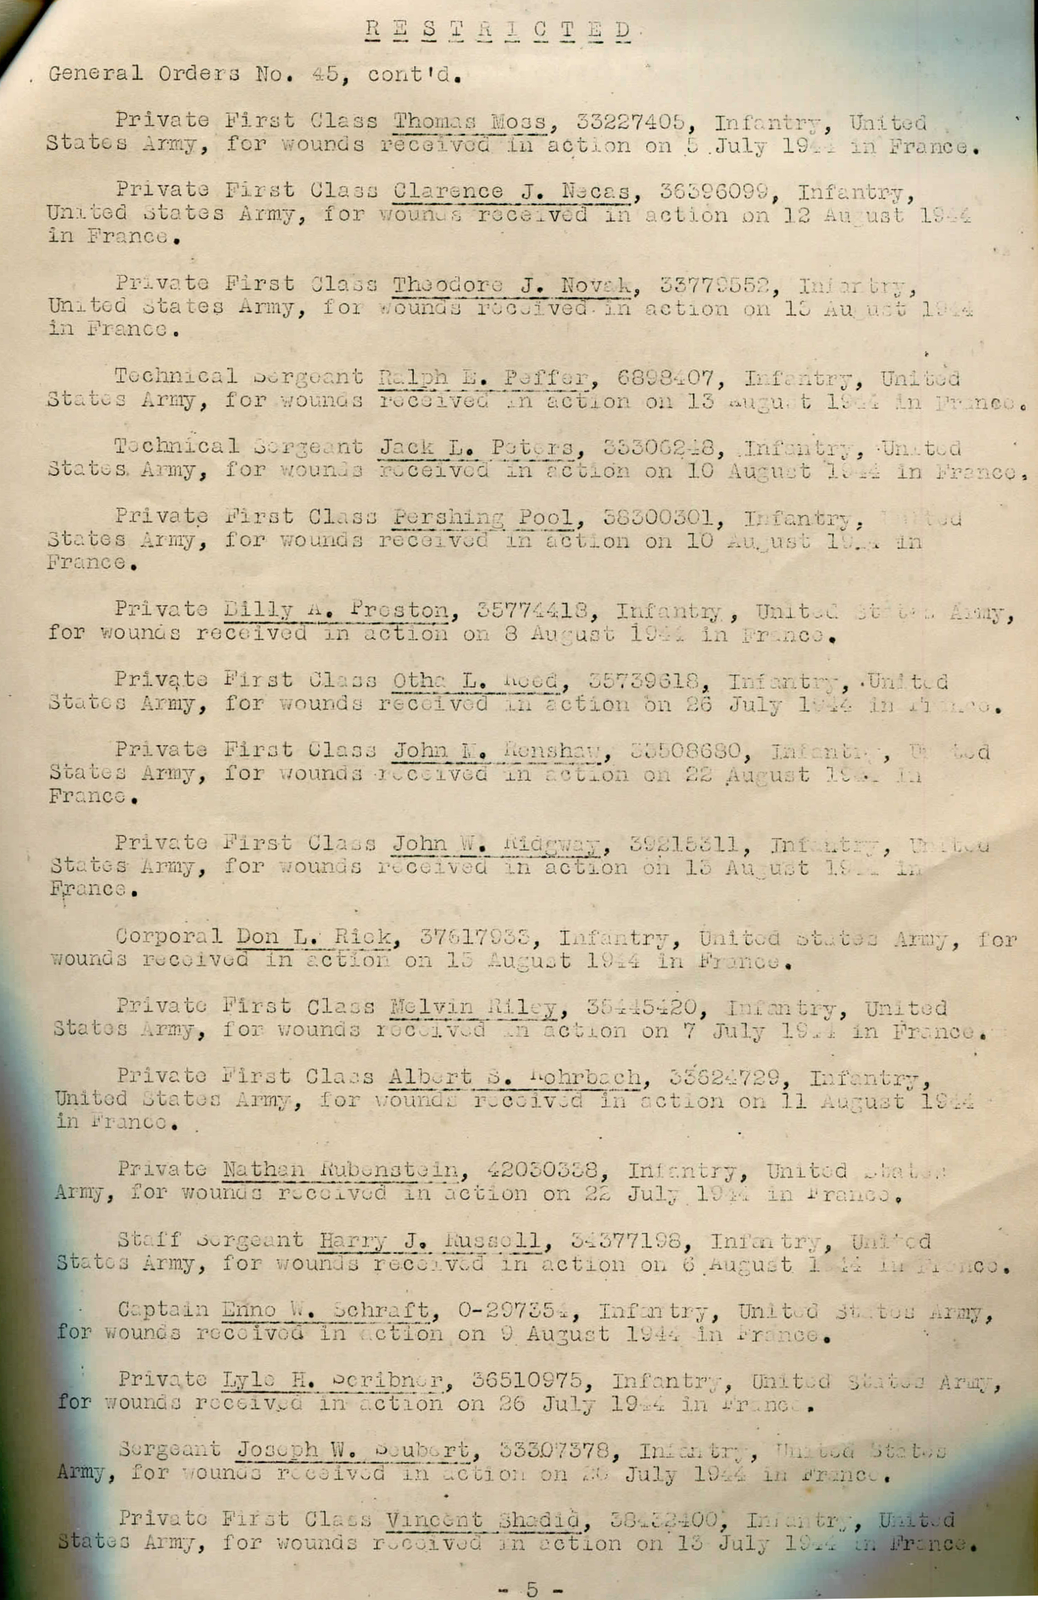 R E S T R I C T E D
General Orders No. 45, cont'd.
Private First Class Thomas Moss, 33227405, Infantry, United
States Army, for wounds received in action on 5 July 1944 in France.
Private First Class Clarence J. Necas, 36396099, Infantry,
United States Army, for wounds received in action on 12 August 1944
in France.
Private First Class Theodore J. Novak, 33779552, Infantry,
United States Army, for wounds received in action on 13 August 1944
in France.
Technical Sergeant Ralph E. Peffer, 6898407, Infantry, United
States Army, for wounds received in action on 13 August 1944 in France.
Technical Sergeant Jack L. Peters, 33306248, Infantry, United
States Army, for wounds received in action on 10 August 1944 in France.
Private First Class Pershing Pool, 38300301, Infantry, United
States Army, for wounds received in action on 10 August 1944 in
France.
Private Billy A. Preston, 35774418, Infantry, United States Army,
for wounds received in action on 8 August 1944 in France.
Private First Class Otha L. Reed, 35739618, Infantry, United
States Army, for wounds received in action on 26 July 1944 in France.
Private First Class John M. Renshaw, 33508680, Infantry, United
States Army, for wounds received in action on 22 August 1944 in
France.
Private First Class John W. Ridgway, 39215311, Infantry, United
States Army, for wounds received in action on 13 August 1944 in
France.
Corporal Don L. Rick, 37617933, Infantry, United States Army, for
wounds received in action on 15 August 1944 in France.
Private First Class Melvin Riley, 36445420, Infantry, United
States Army, for wounds received in action on 7 July 1944 in France.
Private First Class Albert S. Rohrbach, 33624729, Infantry,
United States Army, for wounds received in action on 11 August 1944
in France.
Private Nathan Rubenstein, 42030338, Infantry, United States
Army, for wounds received in action on 22 July 1944 in France.
Staff Sergeant Harry J. Russell, 34377198, Infantry, United
States Army, for wounds received in action on 6 August 1944 in France.
Captain Enno W. Schraft, O-297354, Infantry, United States Army,
for wounds received in action on 9 August 1944 in France.
Private Lyle H. Scribner, 36510975, Infantry, United States Army,
for wounds received in action on 26 July 1944 in France.
Sergeant Joseph W. Seubert, 33307378, Infantry, United States
Army, for wounds received in action on July 1944 in France.
Private First Class Vincent Shadid, 38432400, Infantry, United
States Army, for wounds received in action on 13 July 1944 in France.
- 5 -